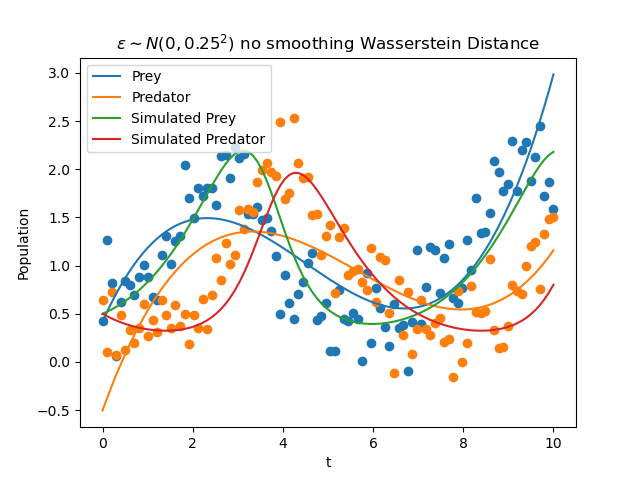 ε ~ N(0, 0.25²) no smoothing Wasserstein Distance
Prey
Predator
Simulated Prey
Simulated Predator
Population
3.0
2.5
2.0
1.5
1.0
0.5
0.0
−0.5
0 2 4 6 8 10
t